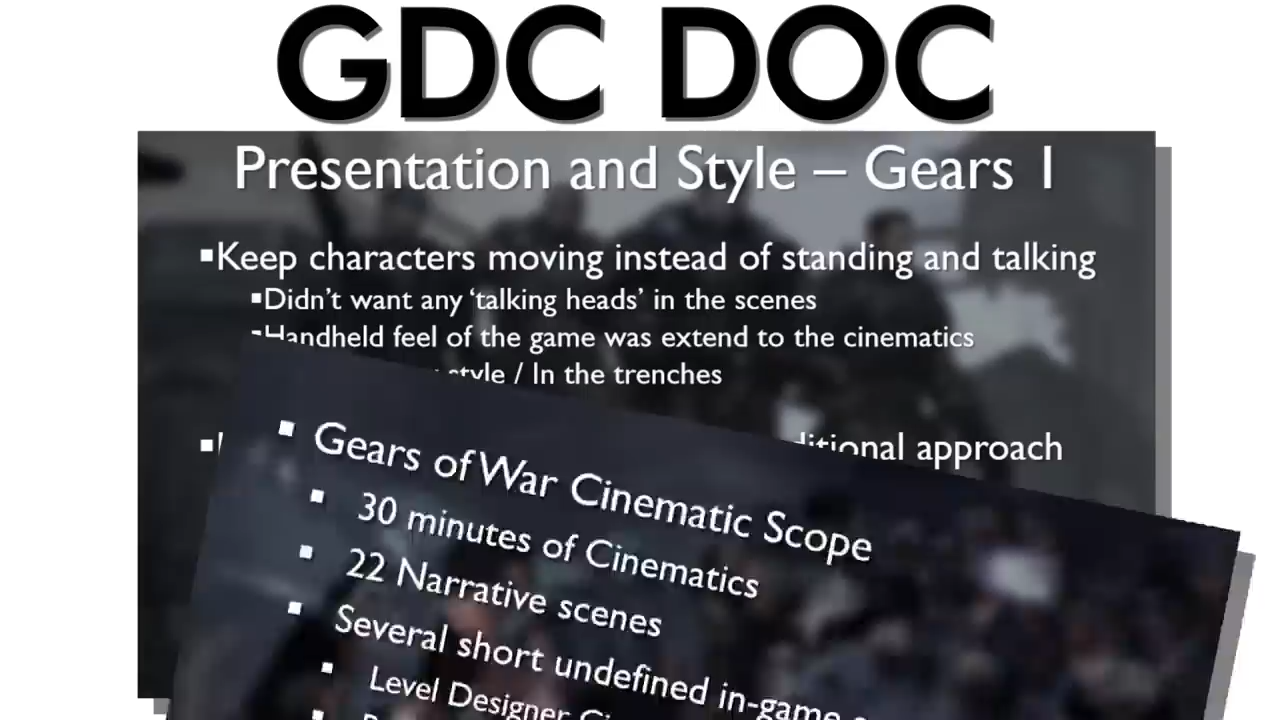 GDC DOC
Presentation and Style – Gears 1
▪Keep characters moving instead of standing and talking
▪Didn't want any 'talking heads' in the scenes
▪Handheld feel of the game was extend to the cinematics
style / In the trenches
approach
▪ Gears of War Cinematic Scope
▪ 30 minutes of Cinematics
▪ 22 Narrative scenes
▪ Several short undefined in-game
▪ Level Designer